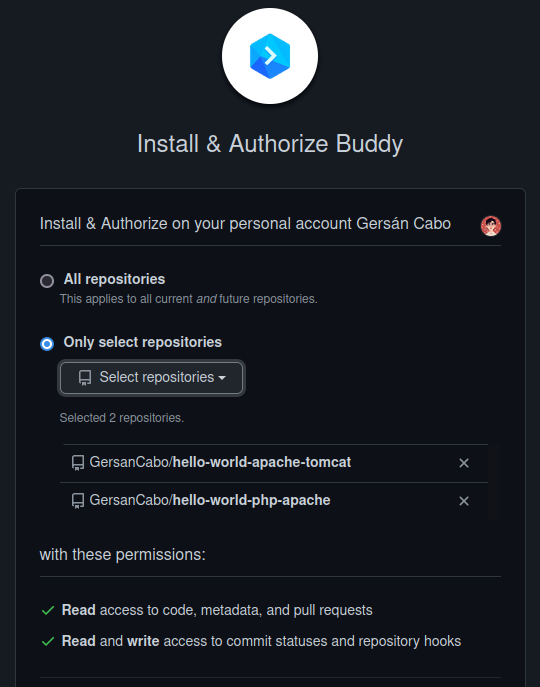 Install & Authorize Buddy
Install & Authorize on your personal account Gersán Cabo
All repositories
This applies to all current and future repositories.
Only select repositories
Select repositories
Selected 2 repositories.
GersanCabo/hello-world-apache-tomcat
GersanCabo/hello-world-php-apache
with these permissions:
Read access to code, metadata, and pull requests
Read and write access to commit statuses and repository hooks